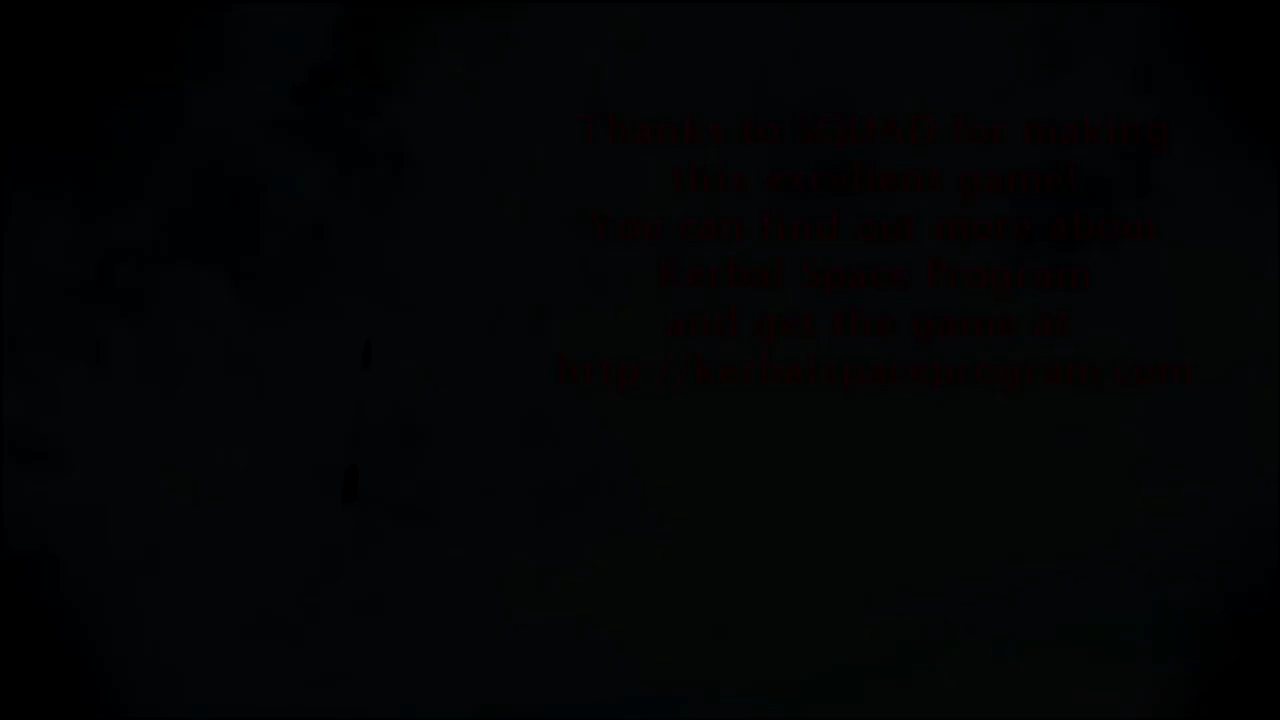 Thanks to SQUAD for making
this excellent game!
You can find out more about
Kerbal Space Program
and get the game at
http://kerbalspaceprogram.com